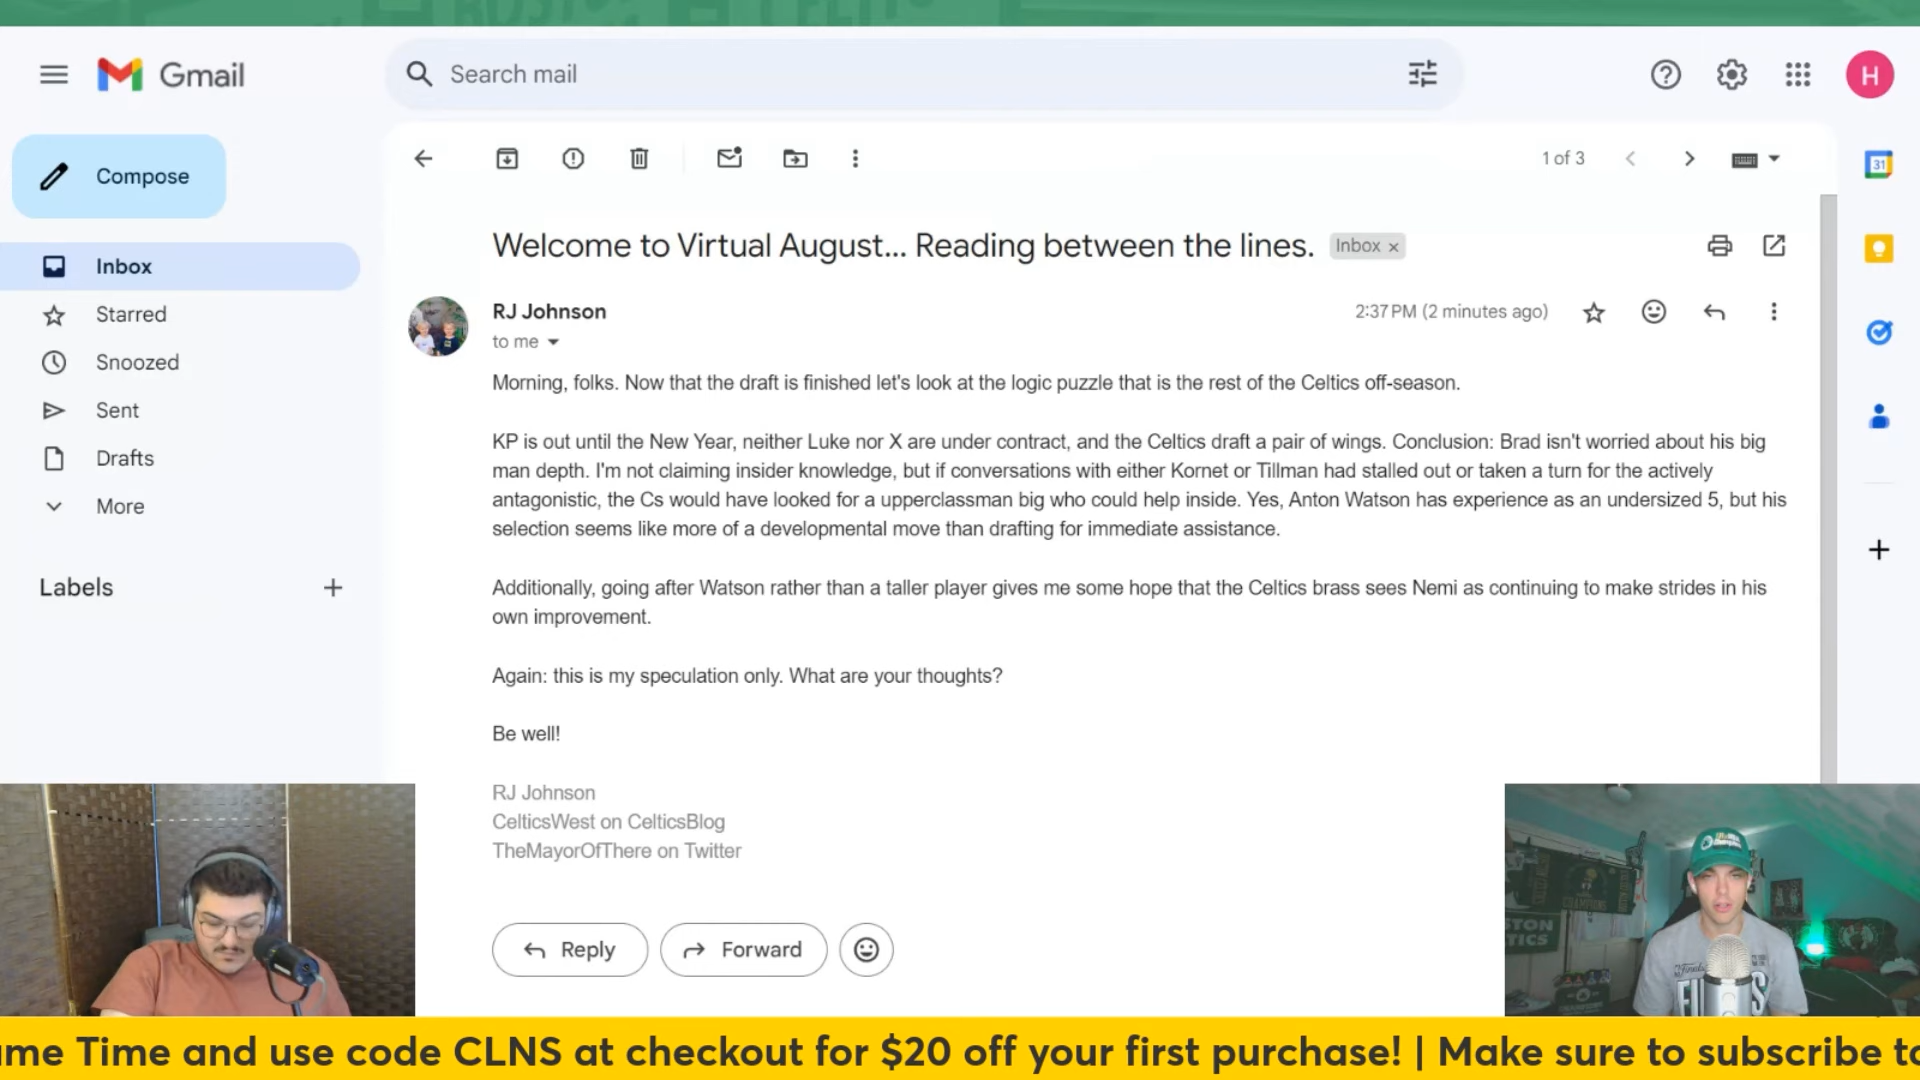 Gmail
Search mail
H
Compose
1 of 3
31
Welcome to Virtual August... Reading between the lines. Inbox ×
Inbox
Starred
Snoozed
Sent
Drafts
More
Labels
RJ Johnson
2:37 PM (2 minutes ago)
to me
Morning, folks. Now that the draft is finished let's look at the logic puzzle that is the rest of the Celtics off-season.
KP is out until the New Year, neither Luke nor X are under contract, and the Celtics draft a pair of wings. Conclusion: Brad isn't worried about his big
man depth. I'm not claiming insider knowledge, but if conversations with either Kornet or Tillman had stalled out or taken a turn for the actively
antagonistic, the Cs would have looked for a upperclassman big who could help inside. Yes, Anton Watson has experience as an undersized 5, but his
selection seems like more of a developmental move than drafting for immediate assistance.
Additionally, going after Watson rather than a taller player gives me some hope that the Celtics brass sees Nemi as continuing to make strides in his
own improvement.
Again: this is my speculation only. What are your thoughts?
Be well!
RJ Johnson
CelticsWest on CelticsBlog
TheMayorOfThere on Twitter
Reply
Forward
me Time and use code CLNS at checkout for $20 off your first purchase! | Make sure to subscribe to